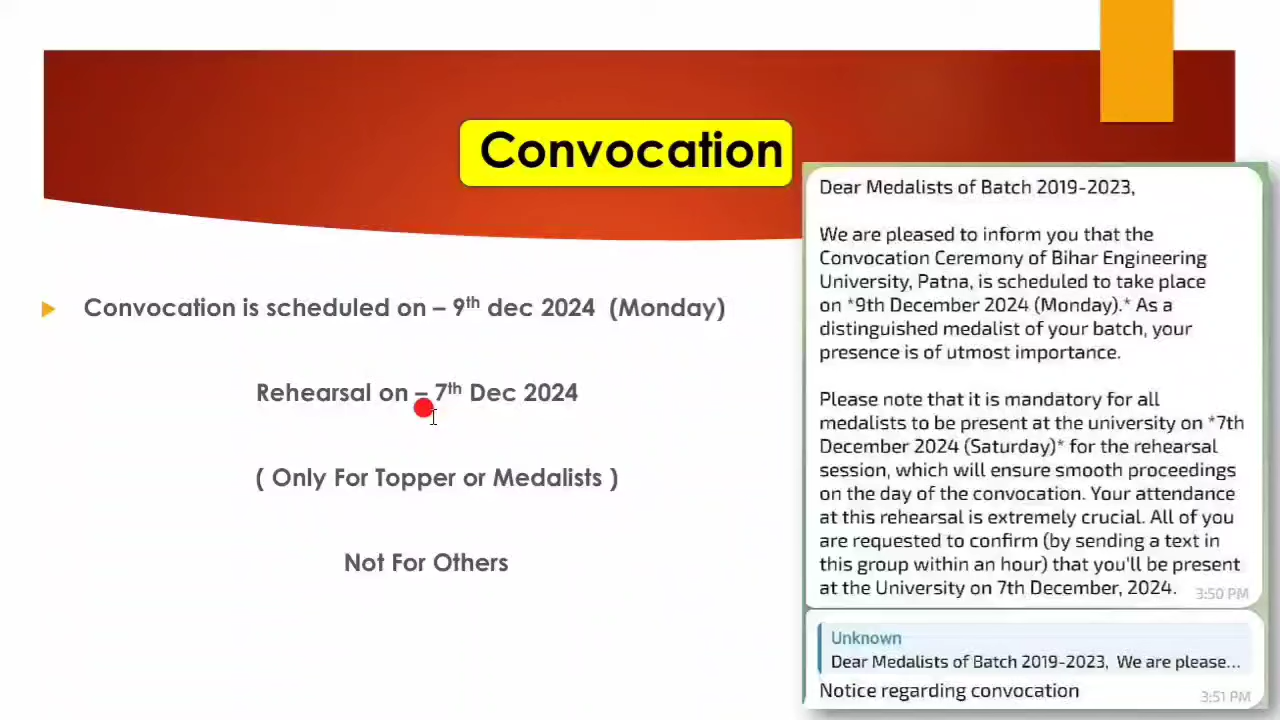 Convocation
Convocation is scheduled on – 9th dec 2024 (Monday)
Rehearsal on – 7th Dec 2024
( Only For Topper or Medalists )
Not For Others
Dear Medalists of Batch 2019-2023,
We are pleased to inform you that the
Convocation Ceremony of Bihar Engineering
University, Patna, is scheduled to take place
on *9th December 2024 (Monday).* As a
distinguished medalist of your batch, your
presence is of utmost importance.
Please note that it is mandatory for all
medalists to be present at the university on *7th
December 2024 (Saturday)* for the rehearsal
session, which will ensure smooth proceedings
on the day of the convocation. Your attendance
at this rehearsal is extremely crucial. All of you
are requested to confirm (by sending a text in
this group within an hour) that you'll be present
at the University on 7th December, 2024.
3:50 PM
Unknown
Dear Medalists of Batch 2019-2023, We are please...
Notice regarding convocation
3:51 PM